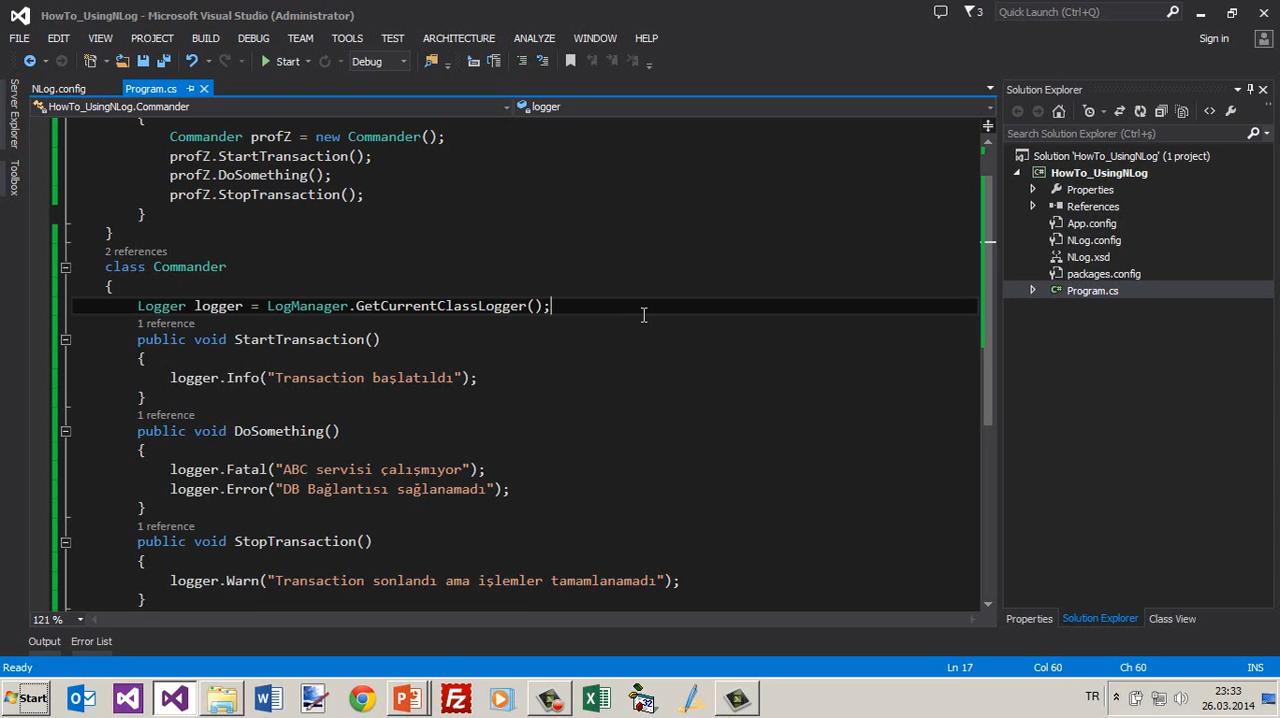 HowTo_UsingNLog - Microsoft Visual Studio (Administrator)
3
Quick Launch (Ctrl+Q)
FILE EDIT VIEW PROJECT BUILD DEBUG TEAM TOOLS TEST ARCHITECTURE ANALYZE WINDOW HELP
Sign in
Start
Debug
Server Explorer
Toolbox
NLog.config
Program.cs
HowTo_UsingNLog.Commander
logger
{
Commander profZ = new Commander();
profZ.StartTransaction();
profZ.DoSomething();
profZ.StopTransaction();
}
}
2 references
class Commander
{
Logger logger = LogManager.GetCurrentClassLogger();
1 reference
public void StartTransaction()
{
logger.Info("Transaction başlatıldı");
}
1 reference
public void DoSomething()
{
logger.Fatal("ABC servisi çalışmıyor");
logger.Error("DB Bağlantısı sağlanamadı");
}
1 reference
public void StopTransaction()
{
logger.Warn("Transaction sonlandı ama işlemler tamamlanamadı");
}
121 %
Output Error List
Solution Explorer
Search Solution Explorer (Ctrl+ş)
Solution 'HowTo_UsingNLog' (1 project)
C# HowTo_UsingNLog
Properties
References
App.config
NLog.config
NLog.xsd
packages.config
C# Program.cs
Properties Solution Explorer Class View
Ready
Ln 17
Col 60
Ch 60
INS
Start
TR
23:33
26.03.2014